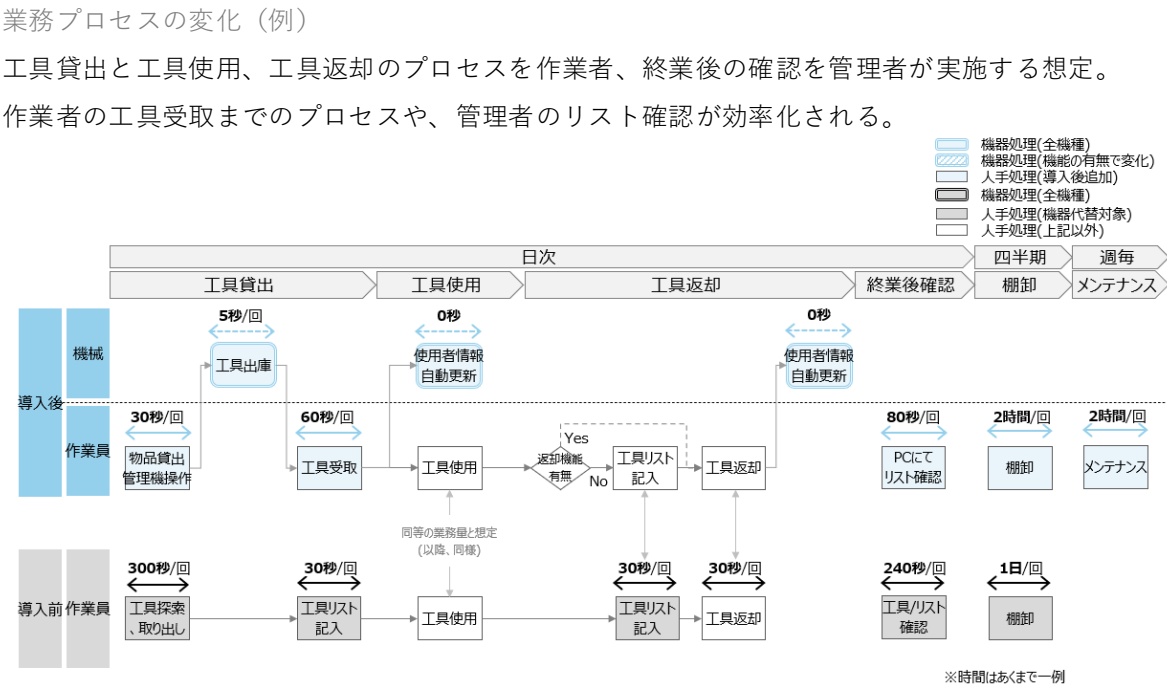 業務プロセスの変化（例）
工具貸出と工具使用、工具返却のプロセスを作業者、終業後の確認を管理者が実施する想定。
作業者の工具受取までのプロセスや、管理者のリスト確認が効率化される。
機器処理(全機種)
機器処理(機能の有無で変化)
人手処理(導入後追加)
機器処理(全機種)
人手処理(機器代替対象)
人手処理(上記以外)
日次
四半期
週毎
工具貸出
工具使用
工具返却
終業後確認
棚卸
メンテナンス
導入後
機械
5秒/回
工具出庫
0秒
使用者情報
自動更新
0秒
使用者情報
自動更新
作業員
30秒/回
物品貸出
管理機操作
60秒/回
工具受取
工具使用
返却機能
有無
Yes
No
工具リスト
記入
工具返却
80秒/回
PCにて
リスト確認
2時間/回
棚卸
2時間/回
メンテナンス
同等の業務量と想定
(以降、同様)
導入前
作業員
300秒/回
工具探索
、取り出し
30秒/回
工具リスト
記入
工具使用
30秒/回
工具リスト
記入
30秒/回
工具返却
240秒/回
工具/リスト
確認
1日/回
棚卸
※時間はあくまで一例